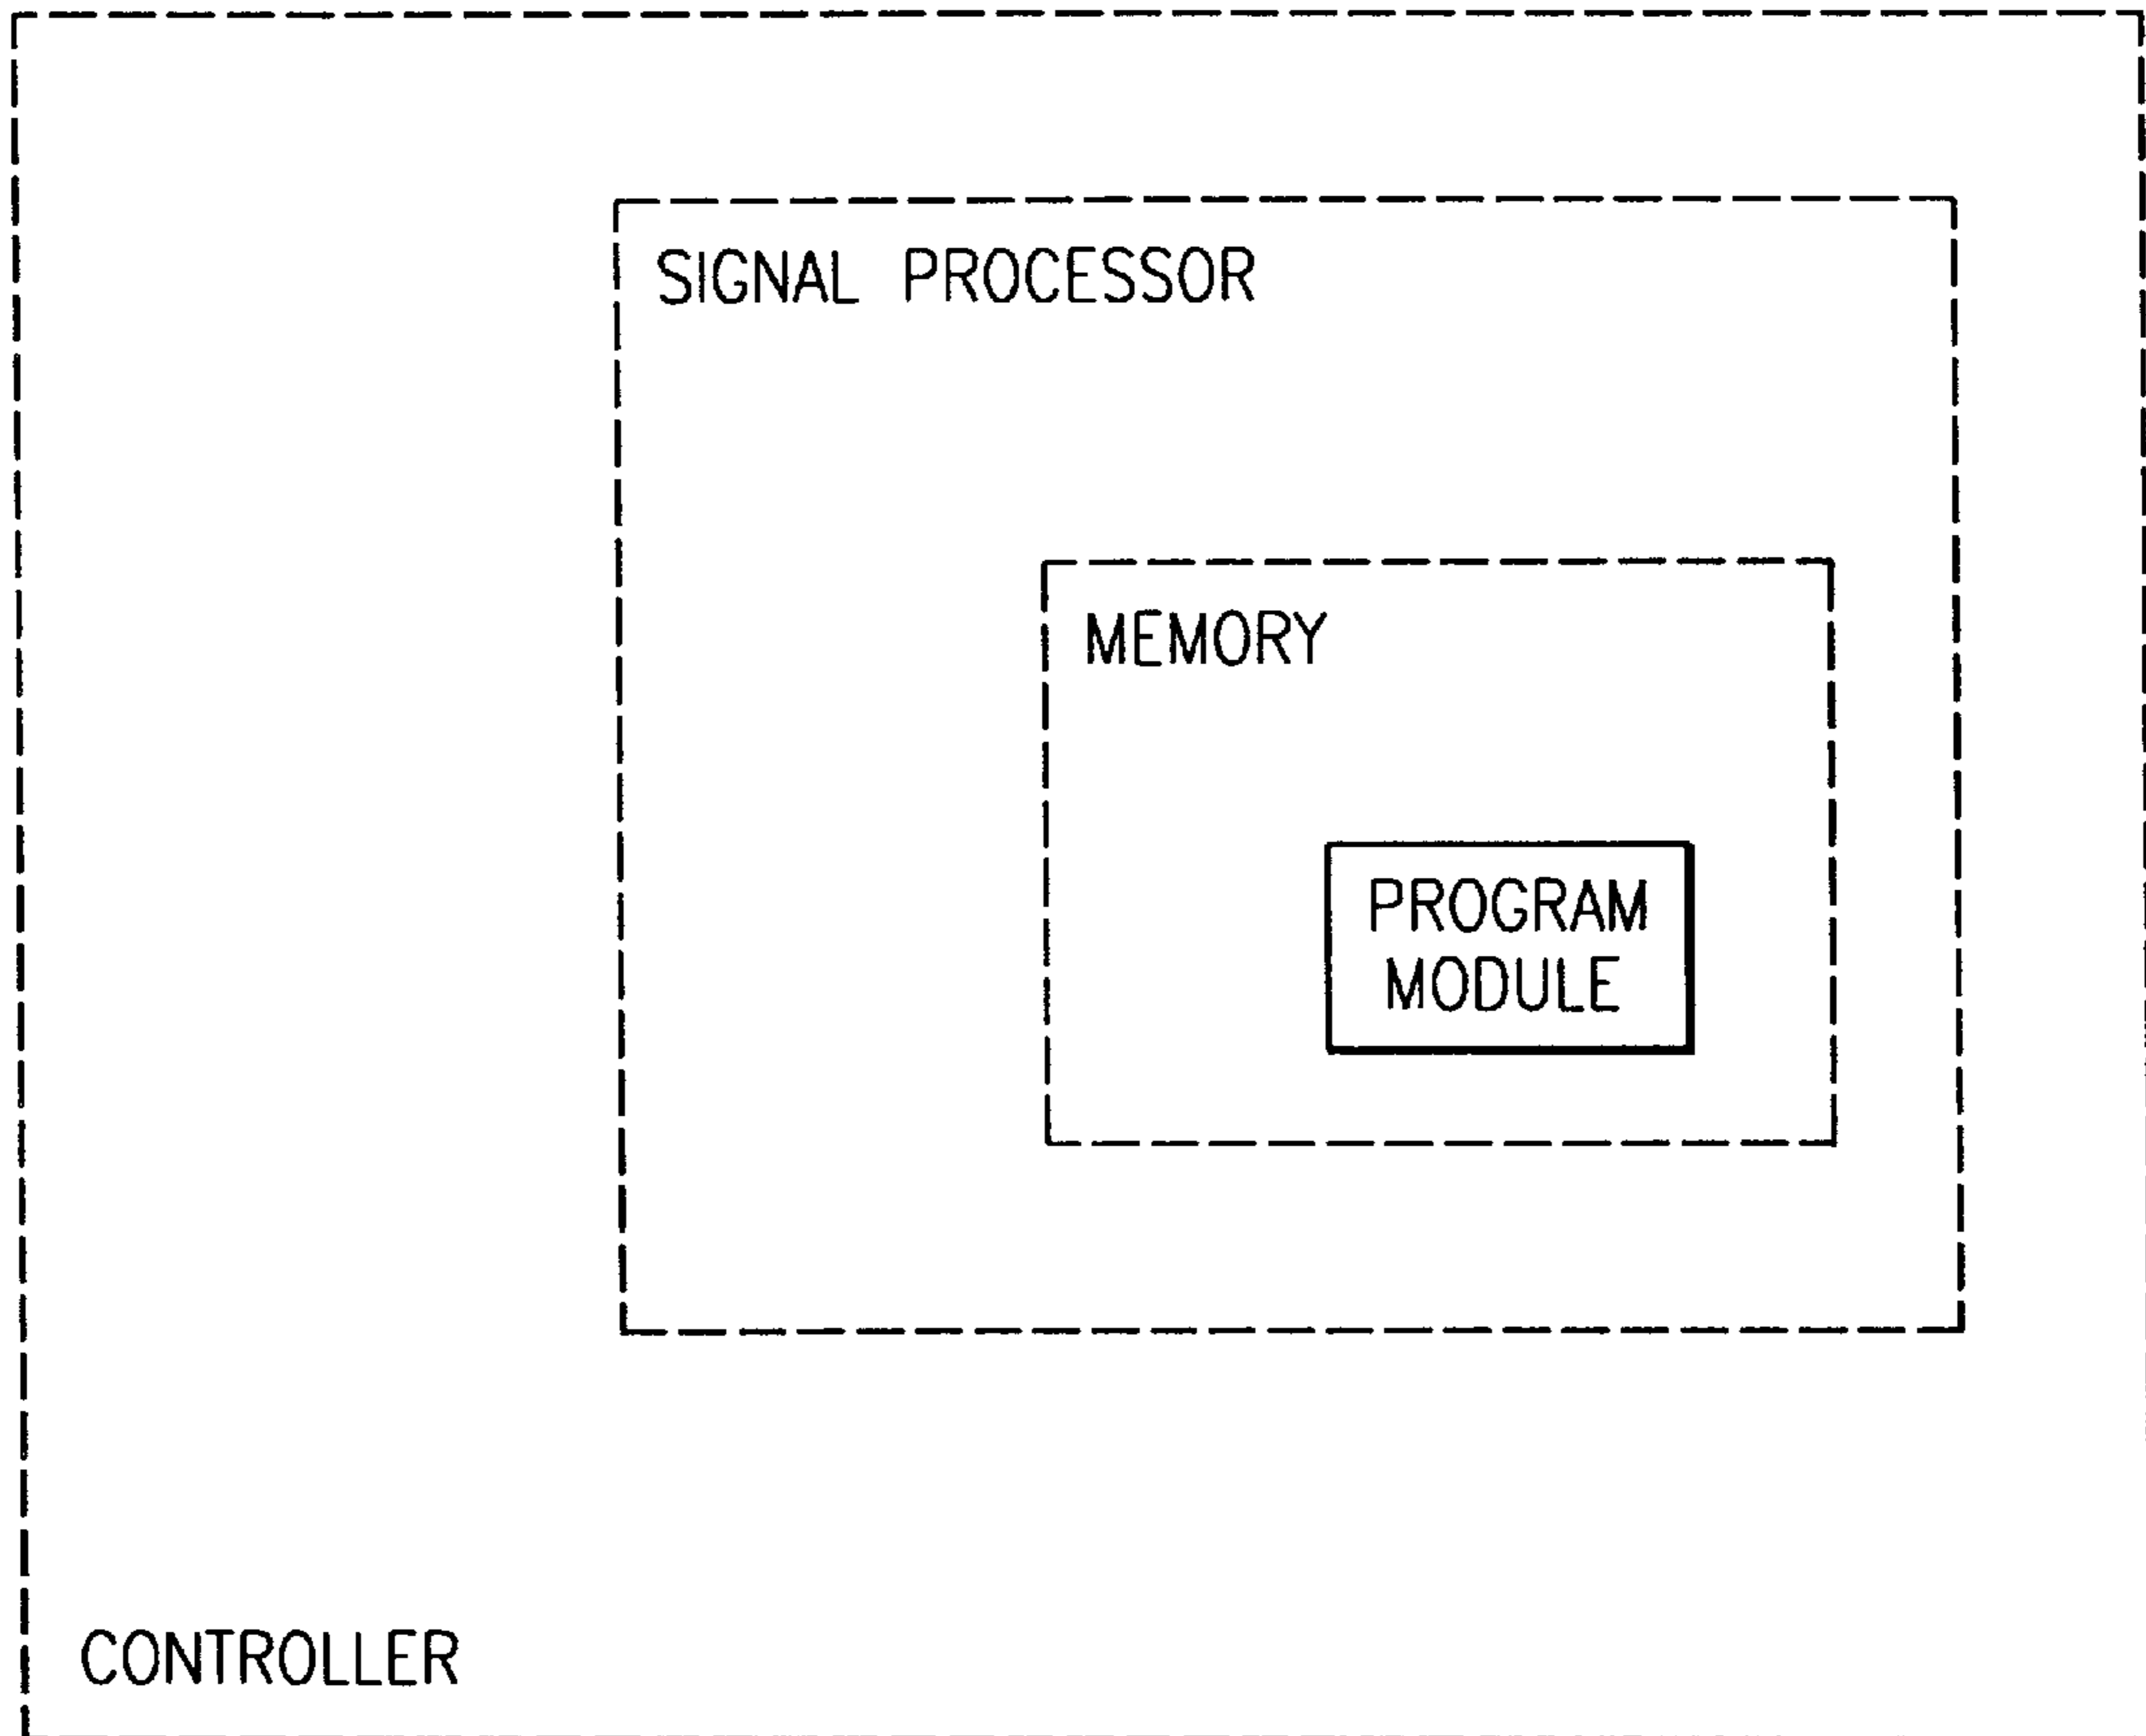 SIGNAL PROCESSOR
MEMORY
PROGRAM
MODULE
CONTROLLER